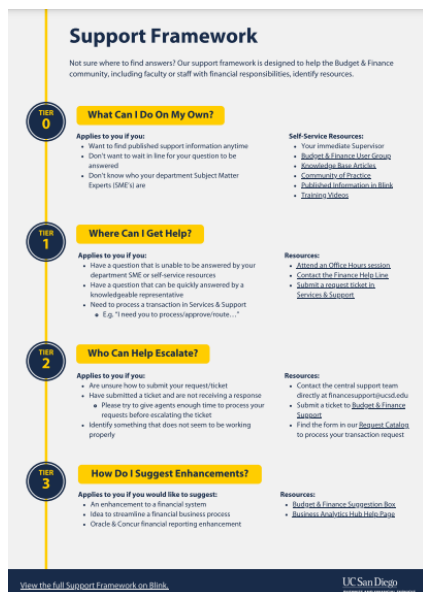 Support Framework
Not sure where to find answers? Our support framework is designed to help the Budget & Finance
community, including faculty or staff with financial responsibilities, identify resources.
TIER
0
What Can I Do On My Own?
Applies to you if you:
• Want to find published support information anytime
• Don't want to wait in line for your question to be
answered
• Don't know who your department Subject Matter
Experts (SME's) are
Self-Service Resources:
• Your immediate Supervisor
• Budget & Finance User Group
• Knowledge Base Articles
• Community of Practice
• Published Information in Blink
• Training Videos
TIER
1
Where Can I Get Help?
Applies to you if you:
• Have a question that is unable to be answered by your
department SME or self-service resources
• Have a question that can be quickly answered by a
knowledgeable representative
• Need to process a transaction in Services & Support
E.g. "I need you to process/approve/route…"
Resources:
• Attend an Office Hours session
• Contact the Finance Help Line
• Submit a request ticket in
Services & Support
TIER
2
Who Can Help Escalate?
Applies to you if you:
• Are unsure how to submit your request/ticket
• Have submitted a ticket and are not receiving a response
Please try to give agents enough time to process your
requests before escalating the ticket
• Identify something that does not seem to be working
properly
Resources:
• Contact the central support team
directly at financesupport@ucsd.edu
• Submit a ticket to Budget & Finance
Support
• Find the form in our Request Catalog
to process your transaction request
TIER
3
How Do I Suggest Enhancements?
Applies to you if you would like to suggest:
• An enhancement to a financial system
• Idea to streamline a financial business process
• Oracle & Concur financial reporting enhancement
Resources:
• Budget & Finance Suggestion Box
• Business Analytics Hub Help Page
View the full Support Framework on Blink.
UC San Diego